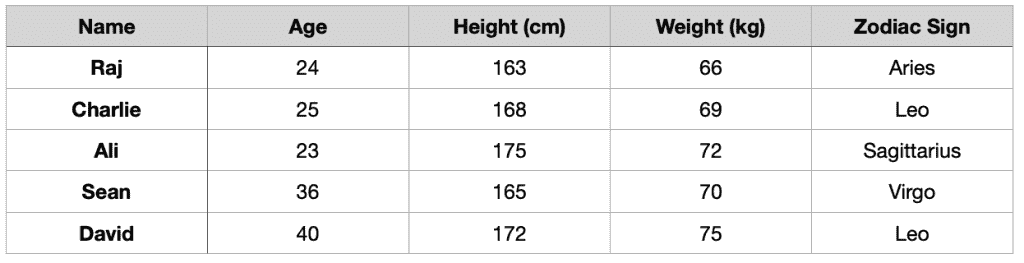 Name Age Height (cm) Weight (kg) Zodiac Sign
Raj 24 163 66 Aries
Charlie 25 168 69 Leo
Ali 23 175 72 Sagittarius
Sean 36 165 70 Virgo
David 40 172 75 Leo